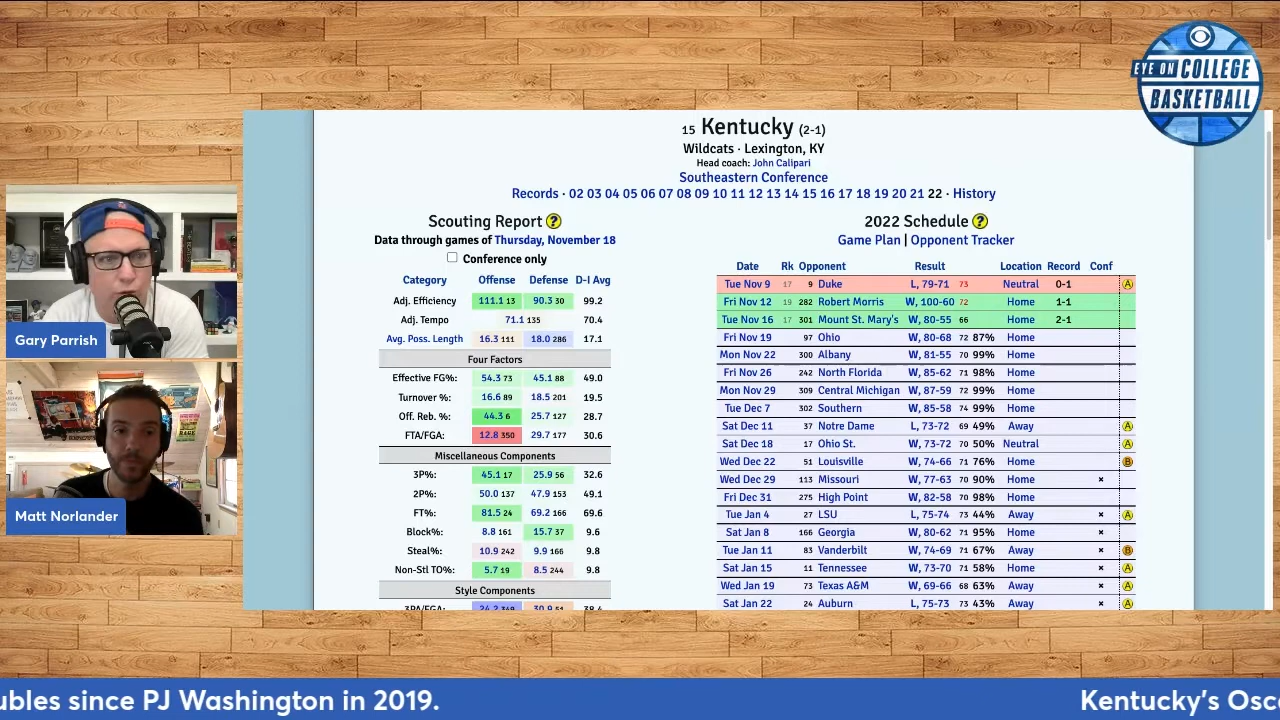 EYE ON COLLEGE
BASKETBALL
15 Kentucky (2-1)
Wildcats · Lexington, KY
Head coach: John Calipari
Southeastern Conference
Records · 02 03 04 05 06 07 08 09 10 11 12 13 14 15 16 17 18 19 20 21 22 · History
Scouting Report ?
Data through games of Thursday, November 18
Conference only
Category Offense Defense D-I Avg
Adj. Efficiency 111.1 13 90.3 30 99.2
Adj. Tempo 71.1 135 70.4
Avg. Poss. Length 16.3 111 18.0 286 17.1
Four Factors
Effective FG%: 54.3 73 45.1 88 49.0
Turnover %: 16.6 89 18.5 201 19.5
Off. Reb. %: 44.3 6 25.7 127 28.7
FTA/FGA: 12.8 350 29.7 177 30.6
Miscellaneous Components
3P%: 45.1 17 25.9 56 32.6
2P%: 50.0 137 47.9 153 49.1
FT%: 81.5 24 69.2 166 69.6
Block%: 8.8 161 15.7 37 9.6
Steal%: 10.9 242 9.9 166 9.8
Non-Stl TO%: 5.7 19 8.5 244 9.8
Style Components
3PA/FGA: 24.2 349 30.9 51 38.4
2022 Schedule ?
Game Plan | Opponent Tracker
Date Rk Opponent Result Location Record Conf
Tue Nov 9 17 9 Duke L, 79-71 73 Neutral 0-1 A
Fri Nov 12 19 282 Robert Morris W, 100-60 72 Home 1-1
Tue Nov 16 17 301 Mount St. Mary's W, 80-55 66 Home 2-1
Fri Nov 19 97 Ohio W, 80-68 72 87% Home
Mon Nov 22 300 Albany W, 81-55 70 99% Home
Fri Nov 26 242 North Florida W, 85-62 71 98% Home
Mon Nov 29 309 Central Michigan W, 87-59 72 99% Home
Tue Dec 7 302 Southern W, 85-58 74 99% Home
Sat Dec 11 37 Notre Dame L, 73-72 69 49% Away A
Sat Dec 18 17 Ohio St. W, 73-72 70 50% Neutral A
Wed Dec 22 51 Louisville W, 74-66 71 76% Home B
Wed Dec 29 113 Missouri W, 77-63 70 90% Home ×
Fri Dec 31 275 High Point W, 82-58 70 98% Home
Tue Jan 4 27 LSU L, 75-74 73 44% Away × A
Sat Jan 8 166 Georgia W, 80-62 71 95% Home ×
Tue Jan 11 83 Vanderbilt W, 74-69 71 67% Away × B
Sat Jan 15 11 Tennessee W, 73-70 71 58% Home × A
Wed Jan 19 73 Texas A&M W, 69-66 68 63% Away × A
Sat Jan 22 24 Auburn L, 75-73 73 43% Away × A
Gary Parrish
Matt Norlander
ubles since PJ Washington in 2019. Kentucky's Osc